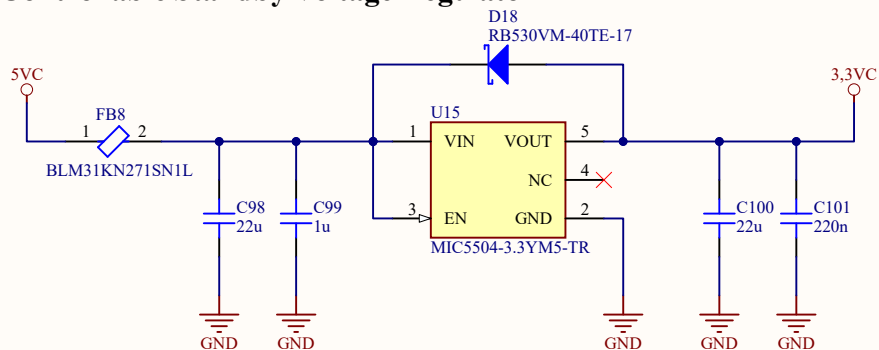 D18
RB530VM-40TE-17
5VC
3,3VC
FB8
1 2
BLM31KN271SN1L
U15
1 VIN VOUT 5
NC 4
3 EN GND 2
MIC5504-3.3YM5-TR
C98
22u
C99
1u
C100
22u
C101
220n
GND GND GND GND GND